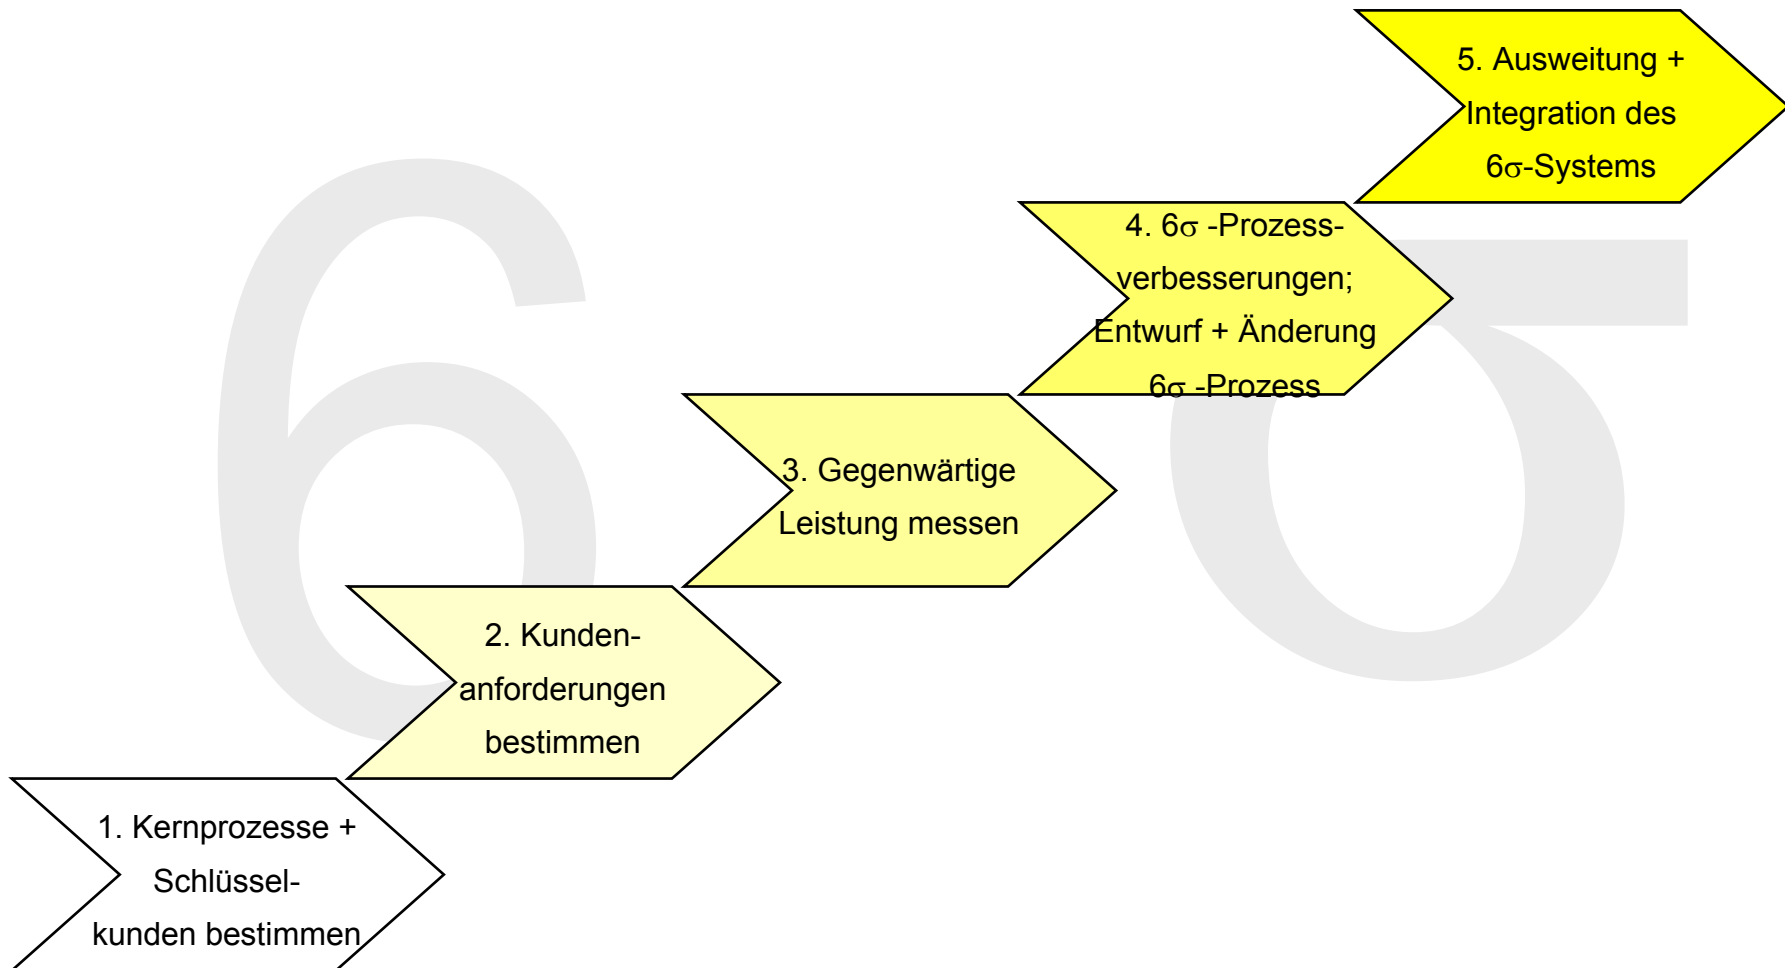 6σ
5. Ausweitung +
Integration des
6σ-Systems
4. 6σ -Prozess-
verbesserungen;
Entwurf + Änderung
6σ -Prozess
3. Gegenwärtige
Leistung messen
2. Kunden-
anforderungen
bestimmen
1. Kernprozesse +
Schlüssel-
kunden bestimmen